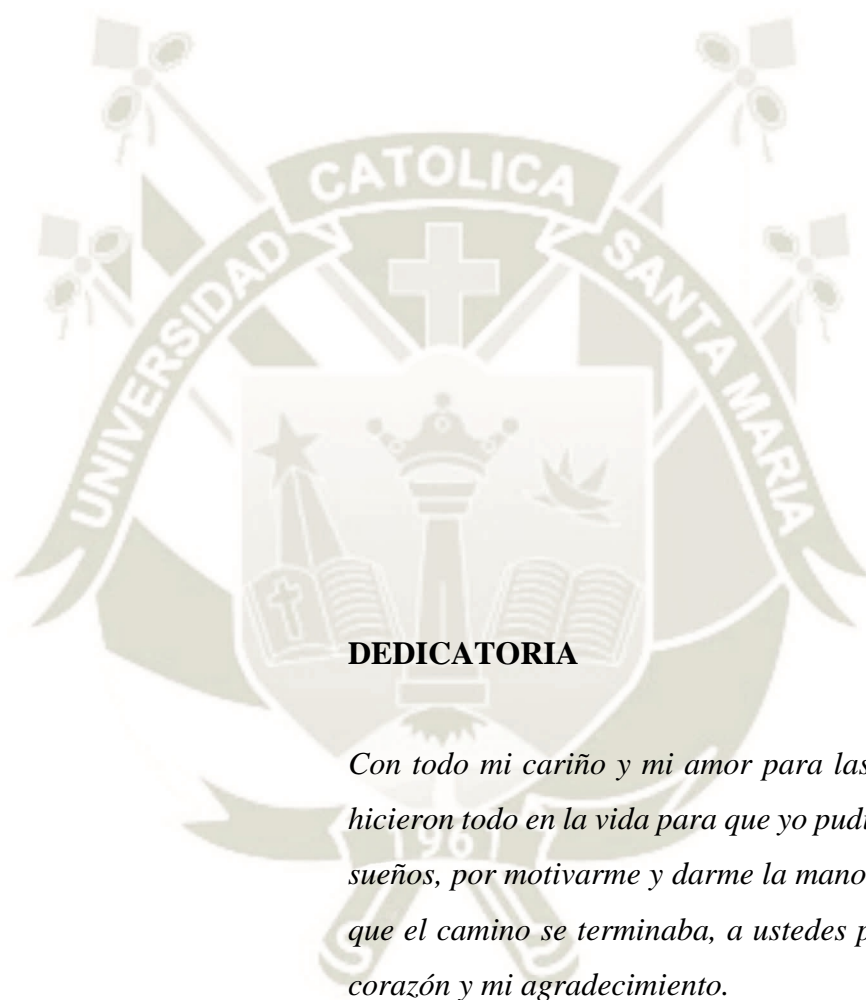 CATOLICA
UNIVERSIDAD
SANTA MARIA
DEDICATORIA
Con todo mi cariño y mi amor para las
hicieron todo en la vida para que yo
sueños, por motivarme y darme la mano
que el camino se terminaba, a ustedes
corazón y mi agradecimiento.